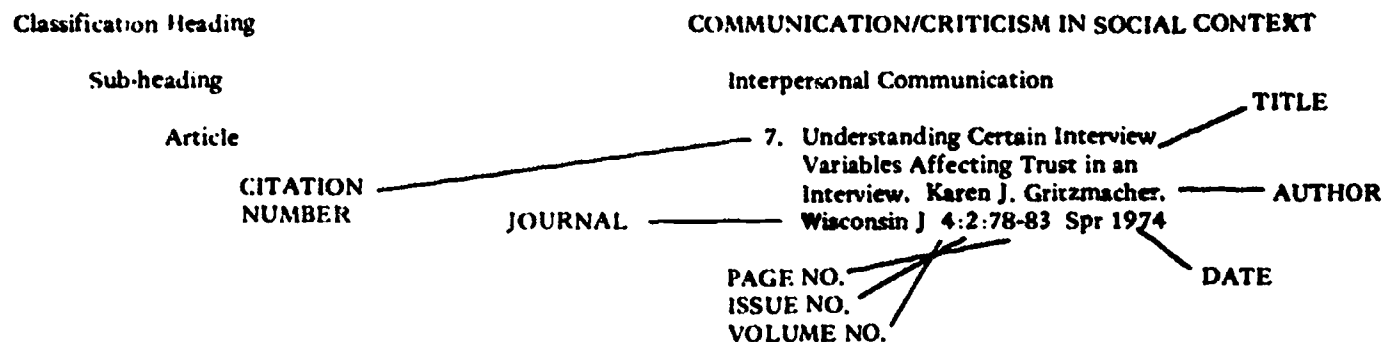 Classification Heading COMMUNICATION/CRITICISM IN SOCIAL CONTEXT
Sub-heading Interpersonal Communication
TITLE
Article 7. Understanding Certain Interview
Variables Affecting Trust in an
CITATION Interview. Karen J. Gritzmacher. AUTHOR
NUMBER JOURNAL Wisconsin J 4:2:78-83 Spr 1974
PAGE NO. DATE
ISSUE NO.
VOLUME NO.